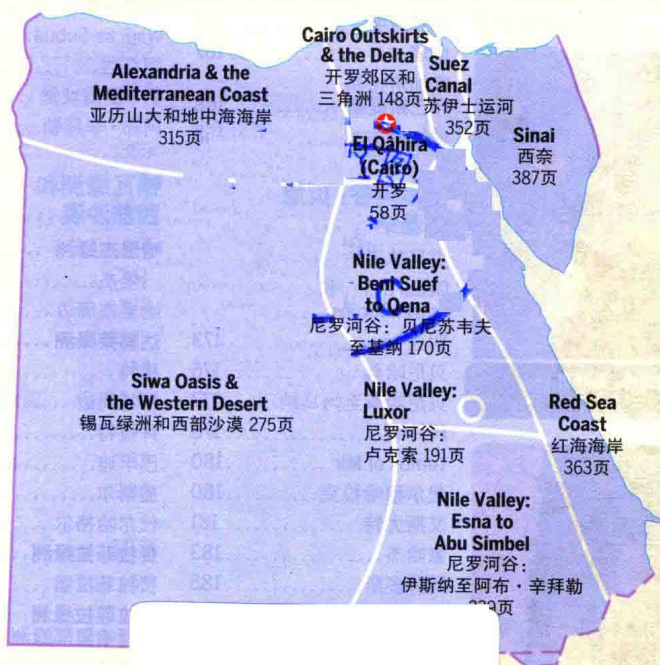 Cairo Outskirts
& the Delta
开罗郊区和
三角洲 148页
Suez
Canal
苏伊士运河
352页
Alexandria & the
Mediterranean Coast
亚历山大和地中海海岸
315页
Sinai
西奈
387页
El Qâhira
(Cairo)
开罗
58页
Nile Valley:
Beni Suef
to Qena
尼罗河谷：贝尼苏韦夫
至基纳 170页
Siwa Oasis &
the Western Desert
锡瓦绿洲和西部沙漠 275页
Nile Valley:
Luxor
尼罗河谷：
卢克索 191页
Red Sea
Coast
红海海岸
363页
Nile Valley:
Esna to
Abu Simbel
尼罗河谷：
伊斯纳至阿布·辛拜勒
页